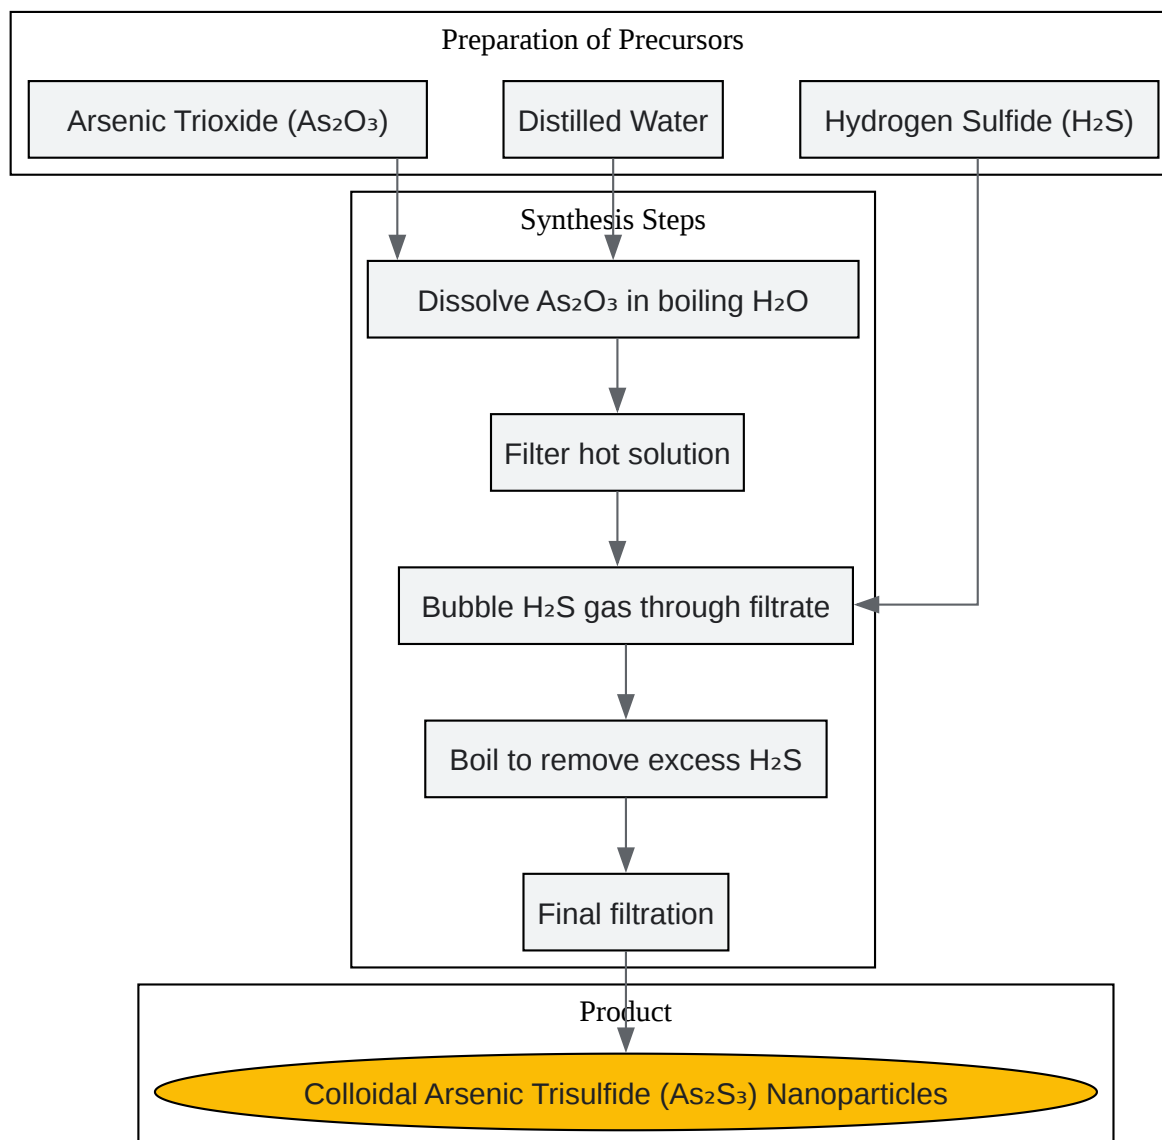 Preparation of Precursors
Arsenic Trioxide (As₂O₃)
Distilled Water
Hydrogen Sulfide (H₂S)
Synthesis Steps
Dissolve As₂O₃ in boiling H₂O
Filter hot solution
Bubble H₂S gas through filtrate
Boil to remove excess H₂S
Final filtration
Product
Colloidal Arsenic Trisulfide (As₂S₃) Nanoparticles